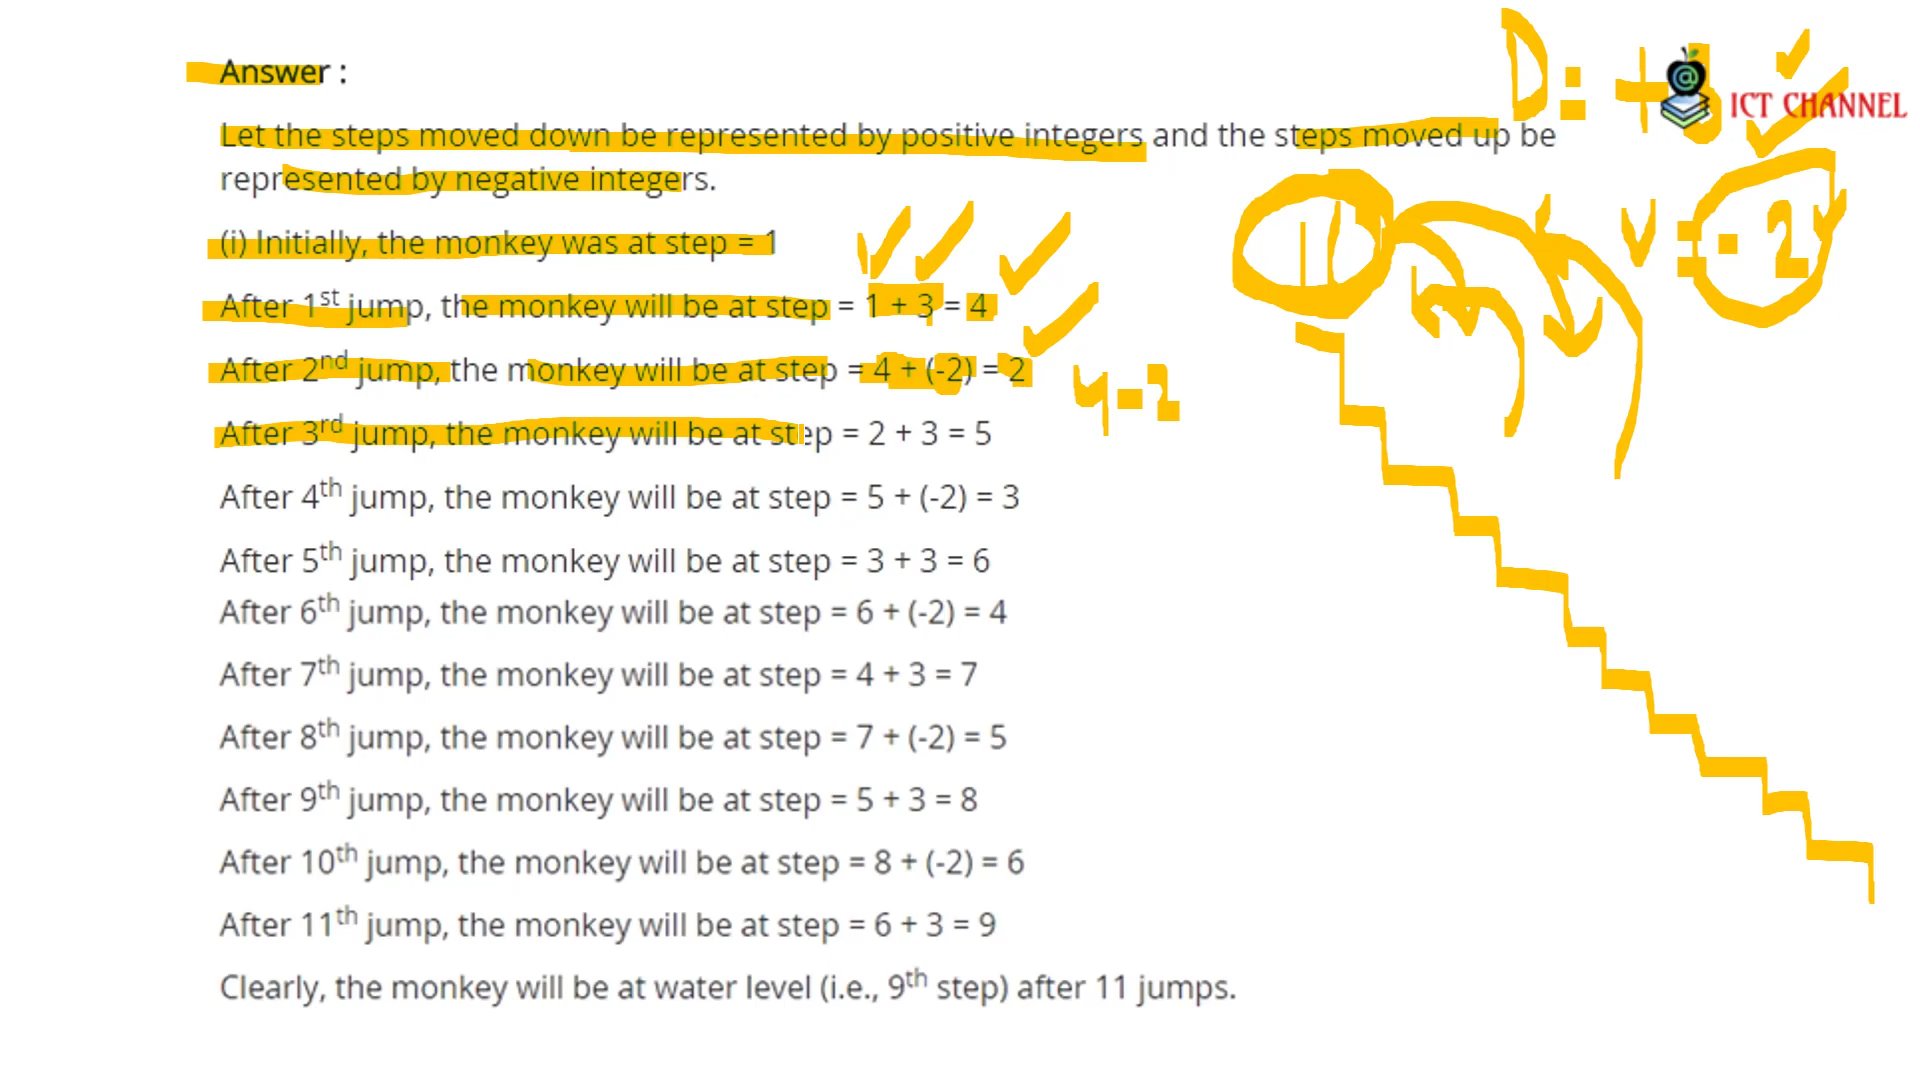 Answer :
D = +3
ICT CHANNEL
Let the steps moved down be represented by positive integers and the steps moved up be
represented by negative integers.
(i) Initially, the monkey was at step = 1
= - 2
After 1st jump, the monkey will be at step = 1 + 3 = 4
After 2nd jump, the monkey will be at step = 4 + (-2) = 2
4-2
After 3rd jump, the monkey will be at step = 2 + 3 = 5
After 4th jump, the monkey will be at step = 5 + (-2) = 3
After 5th jump, the monkey will be at step = 3 + 3 = 6
After 6th jump, the monkey will be at step = 6 + (-2) = 4
After 7th jump, the monkey will be at step = 4 + 3 = 7
After 8th jump, the monkey will be at step = 7 + (-2) = 5
After 9th jump, the monkey will be at step = 5 + 3 = 8
After 10th jump, the monkey will be at step = 8 + (-2) = 6
After 11th jump, the monkey will be at step = 6 + 3 = 9
Clearly, the monkey will be at water level (i.e., 9th step) after 11 jumps.